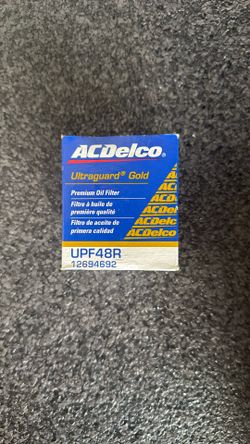 ACDelco®
Ultraguard® Gold
Premium Oil Filter
Filtre à huile de
première qualité
Filtro de aceite de
primera calidad
ACDelco
UPF48R
12694692